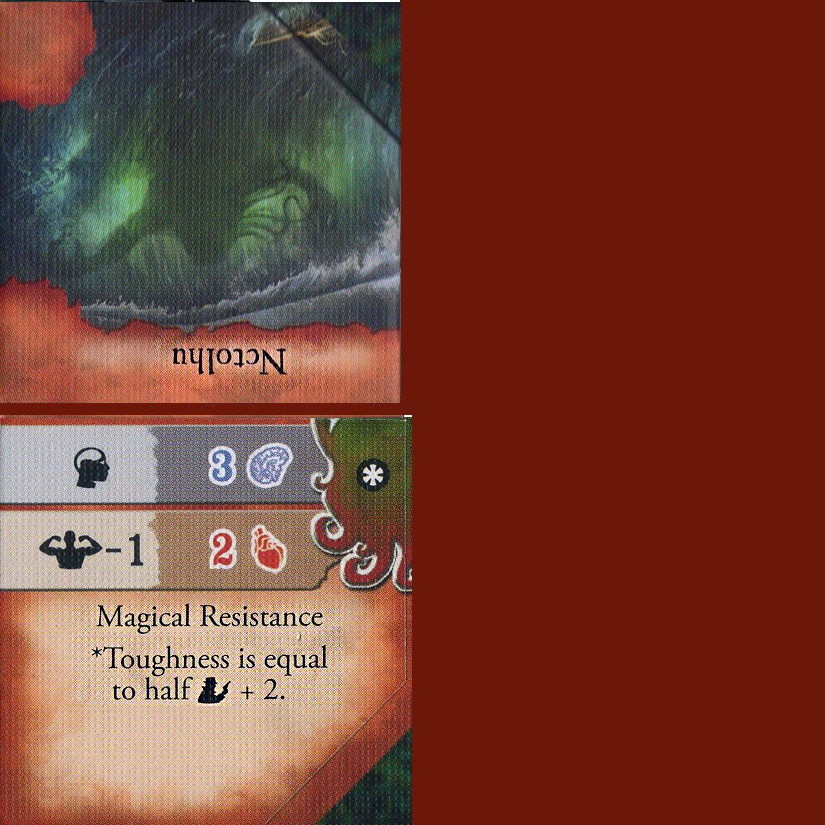 Nctolhu
3
*
-1 2
Magical Resistance
*Toughness is equal
to half + 2.